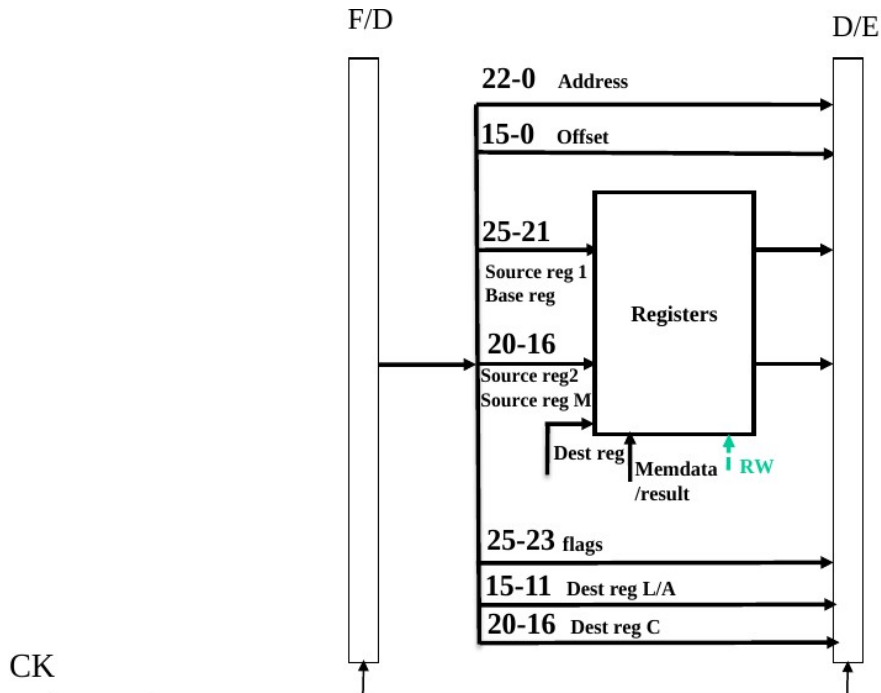 F/D
D/E
22-0 Address
15-0 Offset
25-21
Source reg 1
Base reg
Registers
20-16
Source reg2
Source reg M
Dest reg
Memdata
/result
RW
25-23 flags
15-11 Dest reg L/A
20-16 Dest reg C
CK